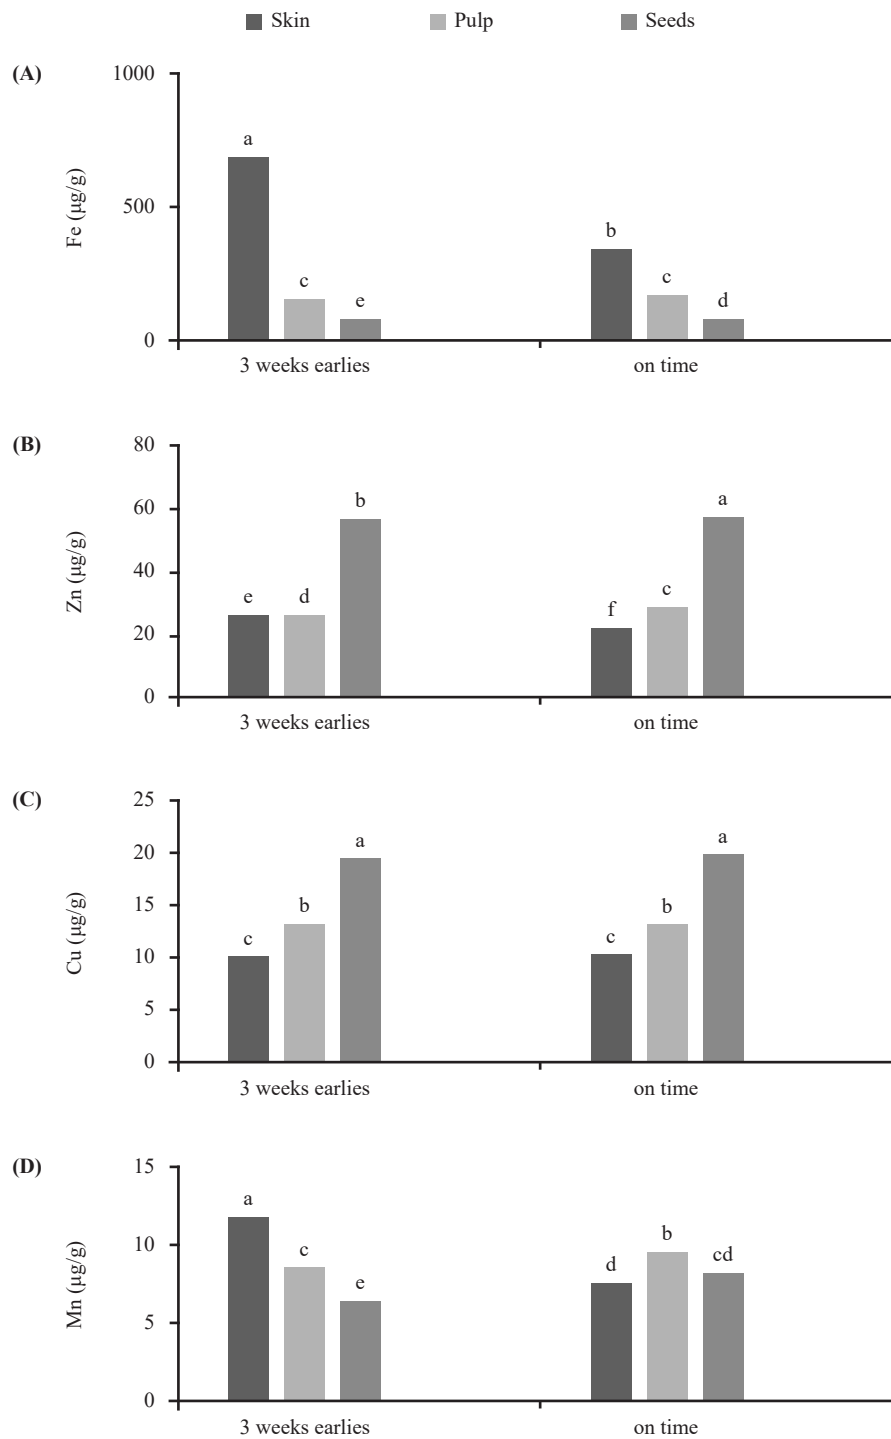 Skin Pulp Seeds
(A)
Fe (µg/g)
1000
500
0
a
c
e
b
c
d
3 weeks earlies on time
(B)
Zn (µg/g)
80
60
40
20
0
e
d
b
f
c
a
3 weeks earlies on time
(C)
Cu (µg/g)
25
20
15
10
5
0
c
b
a
c
b
a
3 weeks earlies on time
(D)
Mn (µg/g)
15
10
5
0
a
c
e
d
b
cd
3 weeks earlies on time